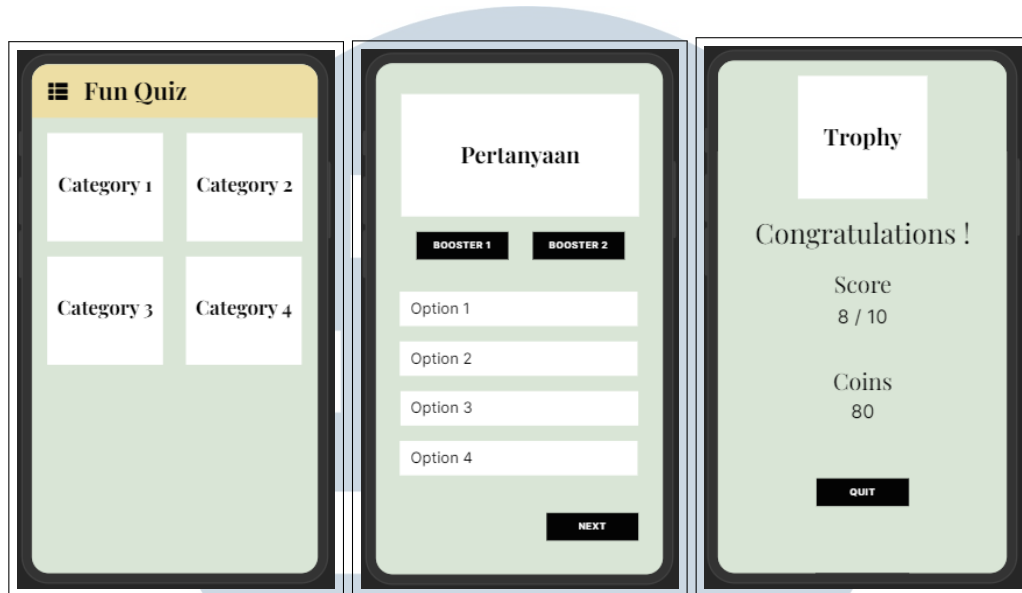 Fun Quiz
Category 1
Category 2
Category 3
Category 4
Pertanyaan
BOOSTER 1
BOOSTER 2
Option 1
Option 2
Option 3
Option 4
NEXT
Trophy
Congratulations !
Score
8 / 10
Coins
80
QUIT